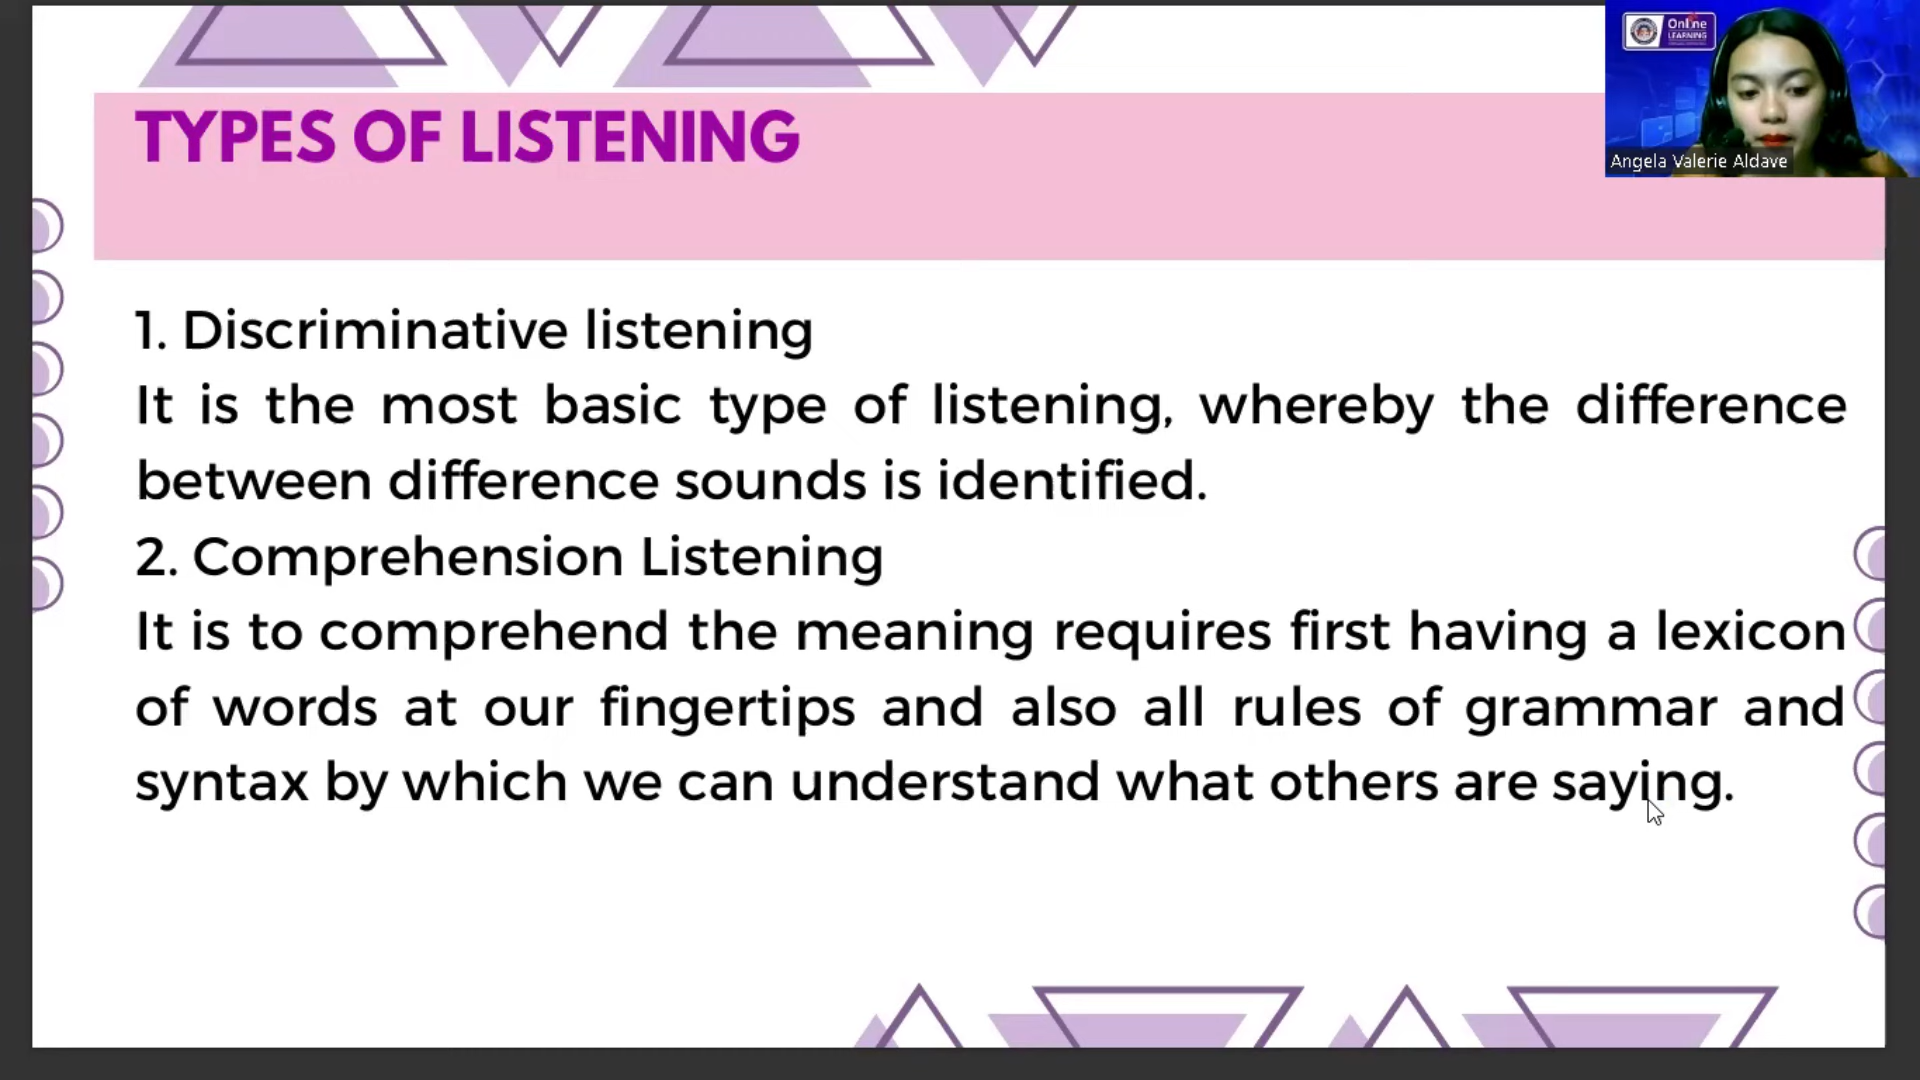 TYPES OF LISTENING
Online
LEARNING
Angela Valerie Aldave
1. Discriminative listening
It is the most basic type of listening, whereby the difference
between difference sounds is identified.
2. Comprehension Listening
It is to comprehend the meaning requires first having a lexicon
of words at our fingertips and also all rules of grammar and
syntax by which we can understand what others are saying.